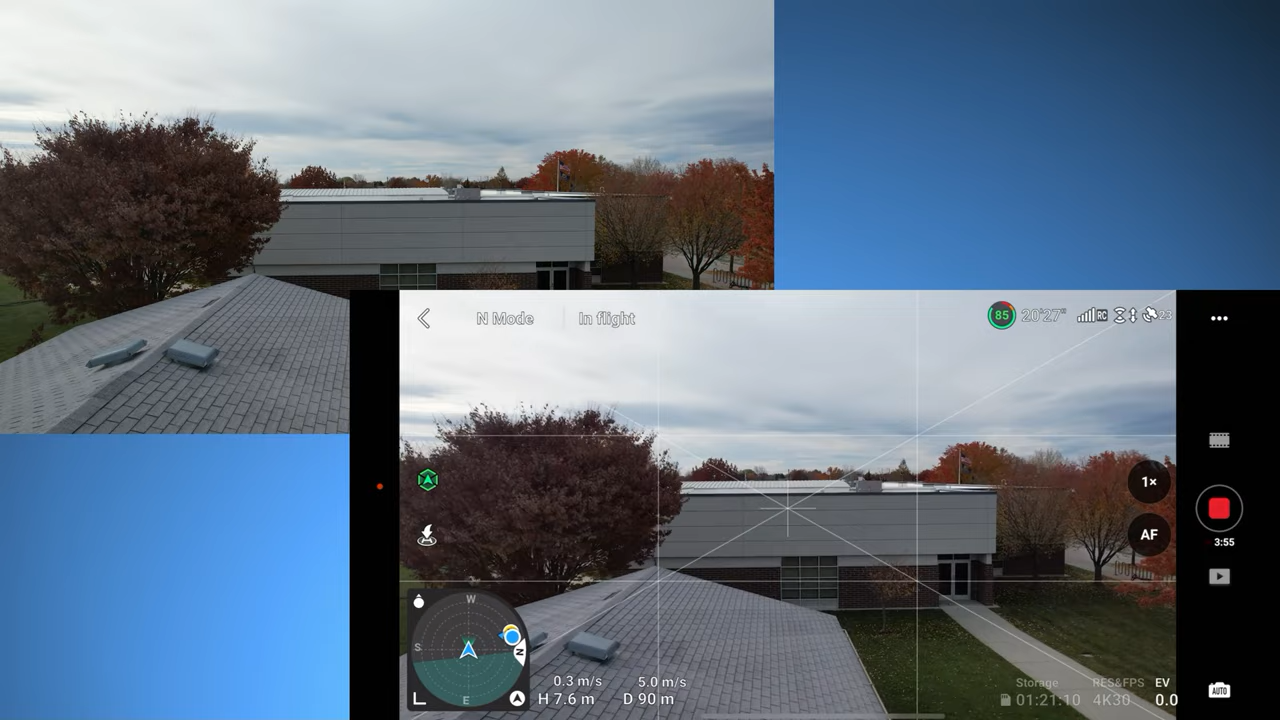 N Mode
In flight
85
20'27"
RC
23
1×
AF
3:55
W
S
N
E
0.3 m/s
5.0 m/s
H 7.6 m
D 90 m
Storage
RES&FPS
EV
01:21:10
4K30
0.0
AUTO